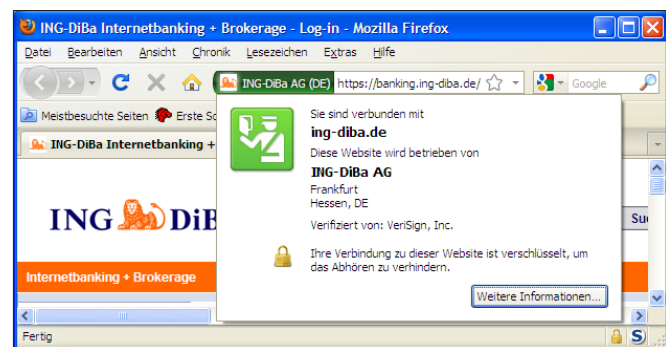 ING-DiBa Internetbanking + Brokerage - Log-in - Mozilla Firefox
Datei Bearbeiten Ansicht Chronik Lesezeichen Extras Hilfe
ING-DiBa AG (DE) https://banking.ing-diba.de/ Google
Meistbesuchte Seiten Erste Sc
ING-DiBa Internetbanking +
Sie sind verbunden mit
ing-diba.de
Diese Website wird betrieben von
ING-DiBa AG
Frankfurt
Hessen, DE
Verifiziert von: VeriSign, Inc.
Ihre Verbindung zu dieser Website ist verschlüsselt, um
das Abhören zu verhindern.
Weitere Informationen...
ING DiB
Su
Internetbanking + Brokerage
Fertig
S